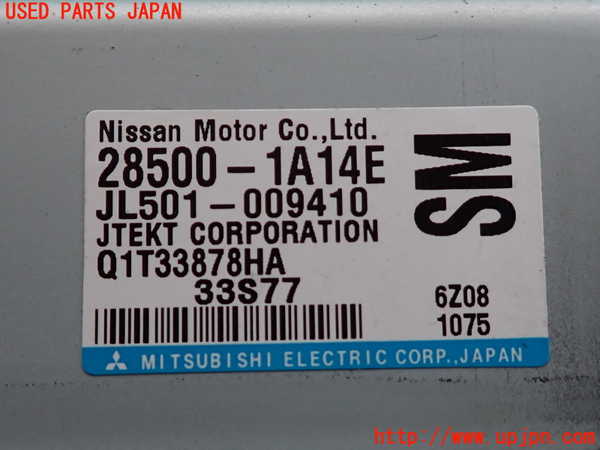 USED PARTS JAPAN
Nissan Motor Co.,Ltd.
28500-1A14E
JL501-009410
JTEKT CORPORATION
Q1T33878HA
33S77
SM
6Z08
1075
MITSUBISHI ELECTRIC CORP., JAPAN
http://www.upjpn.com/